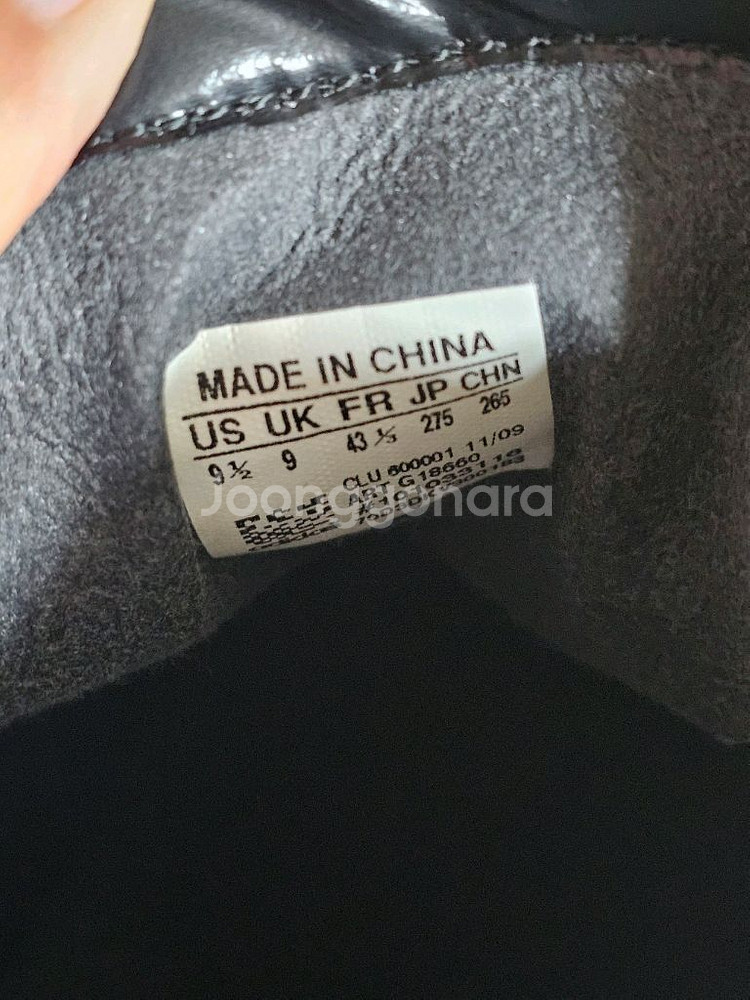 MADE IN CHINA
US UK FR JP CHN
9½ 9 43⅓ 275 265
CLU 600001 11/09
ART G18660
Joonggonara